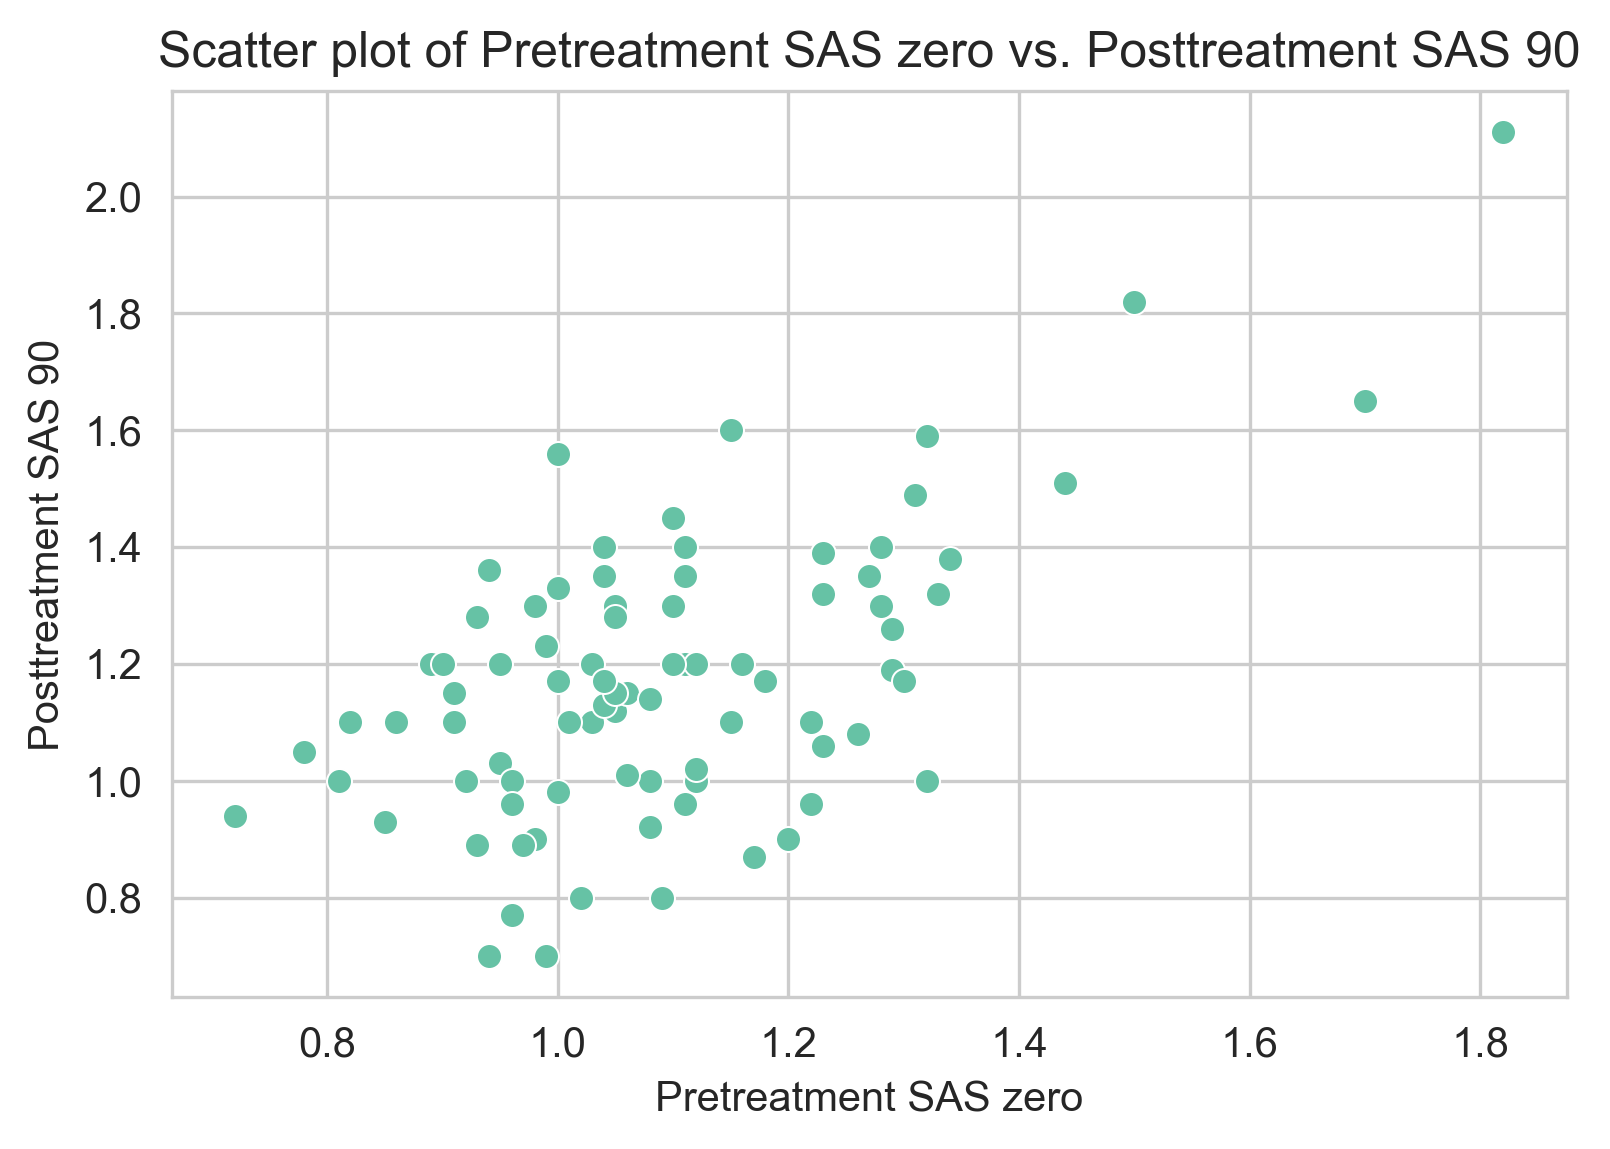 Scatter plot of Pretreatment SAS zero vs. Posttreatment SAS 90
2.0
1.8
1.6
1.4
1.2
1.0
0.8
Posttreatment SAS 90
0.8 1.0 1.2 1.4 1.6 1.8
Pretreatment SAS zero